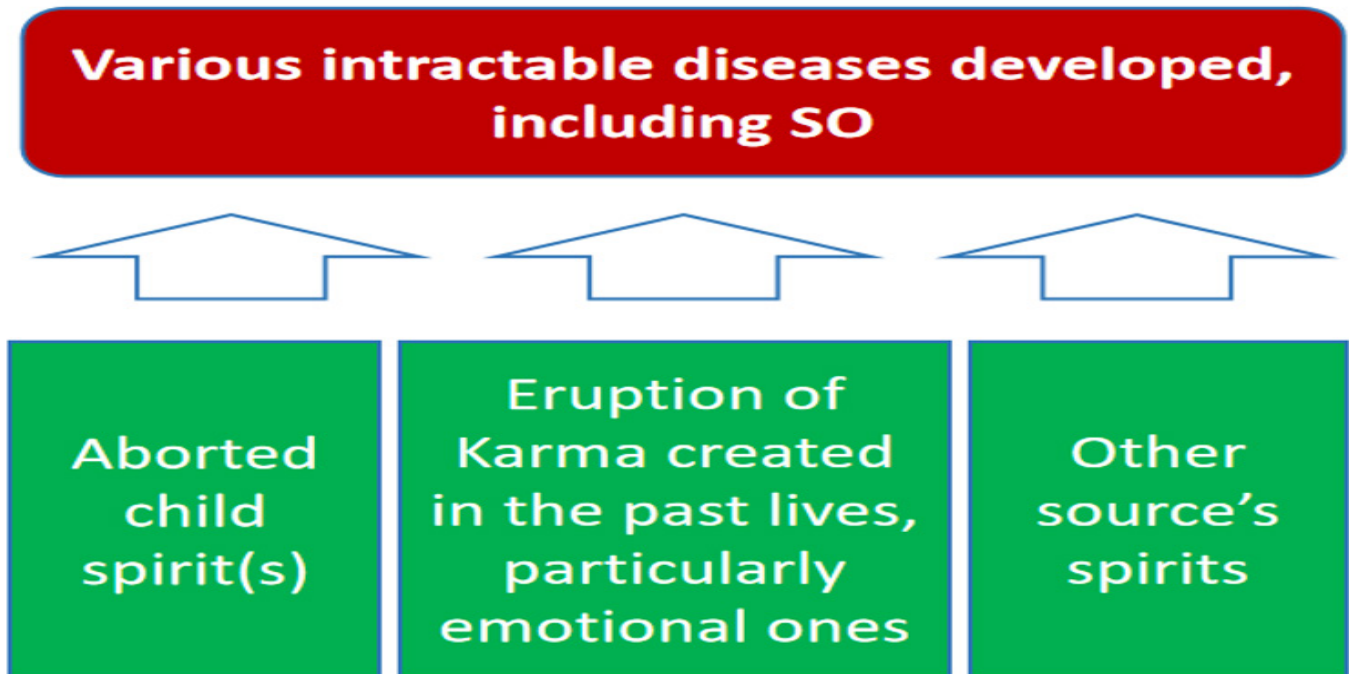 Various intractable diseases developed,
including SO
Aborted
child
spirit(s)
Eruption of
Karma created
in the past lives,
particularly
emotional ones
Other
source’s
spirits